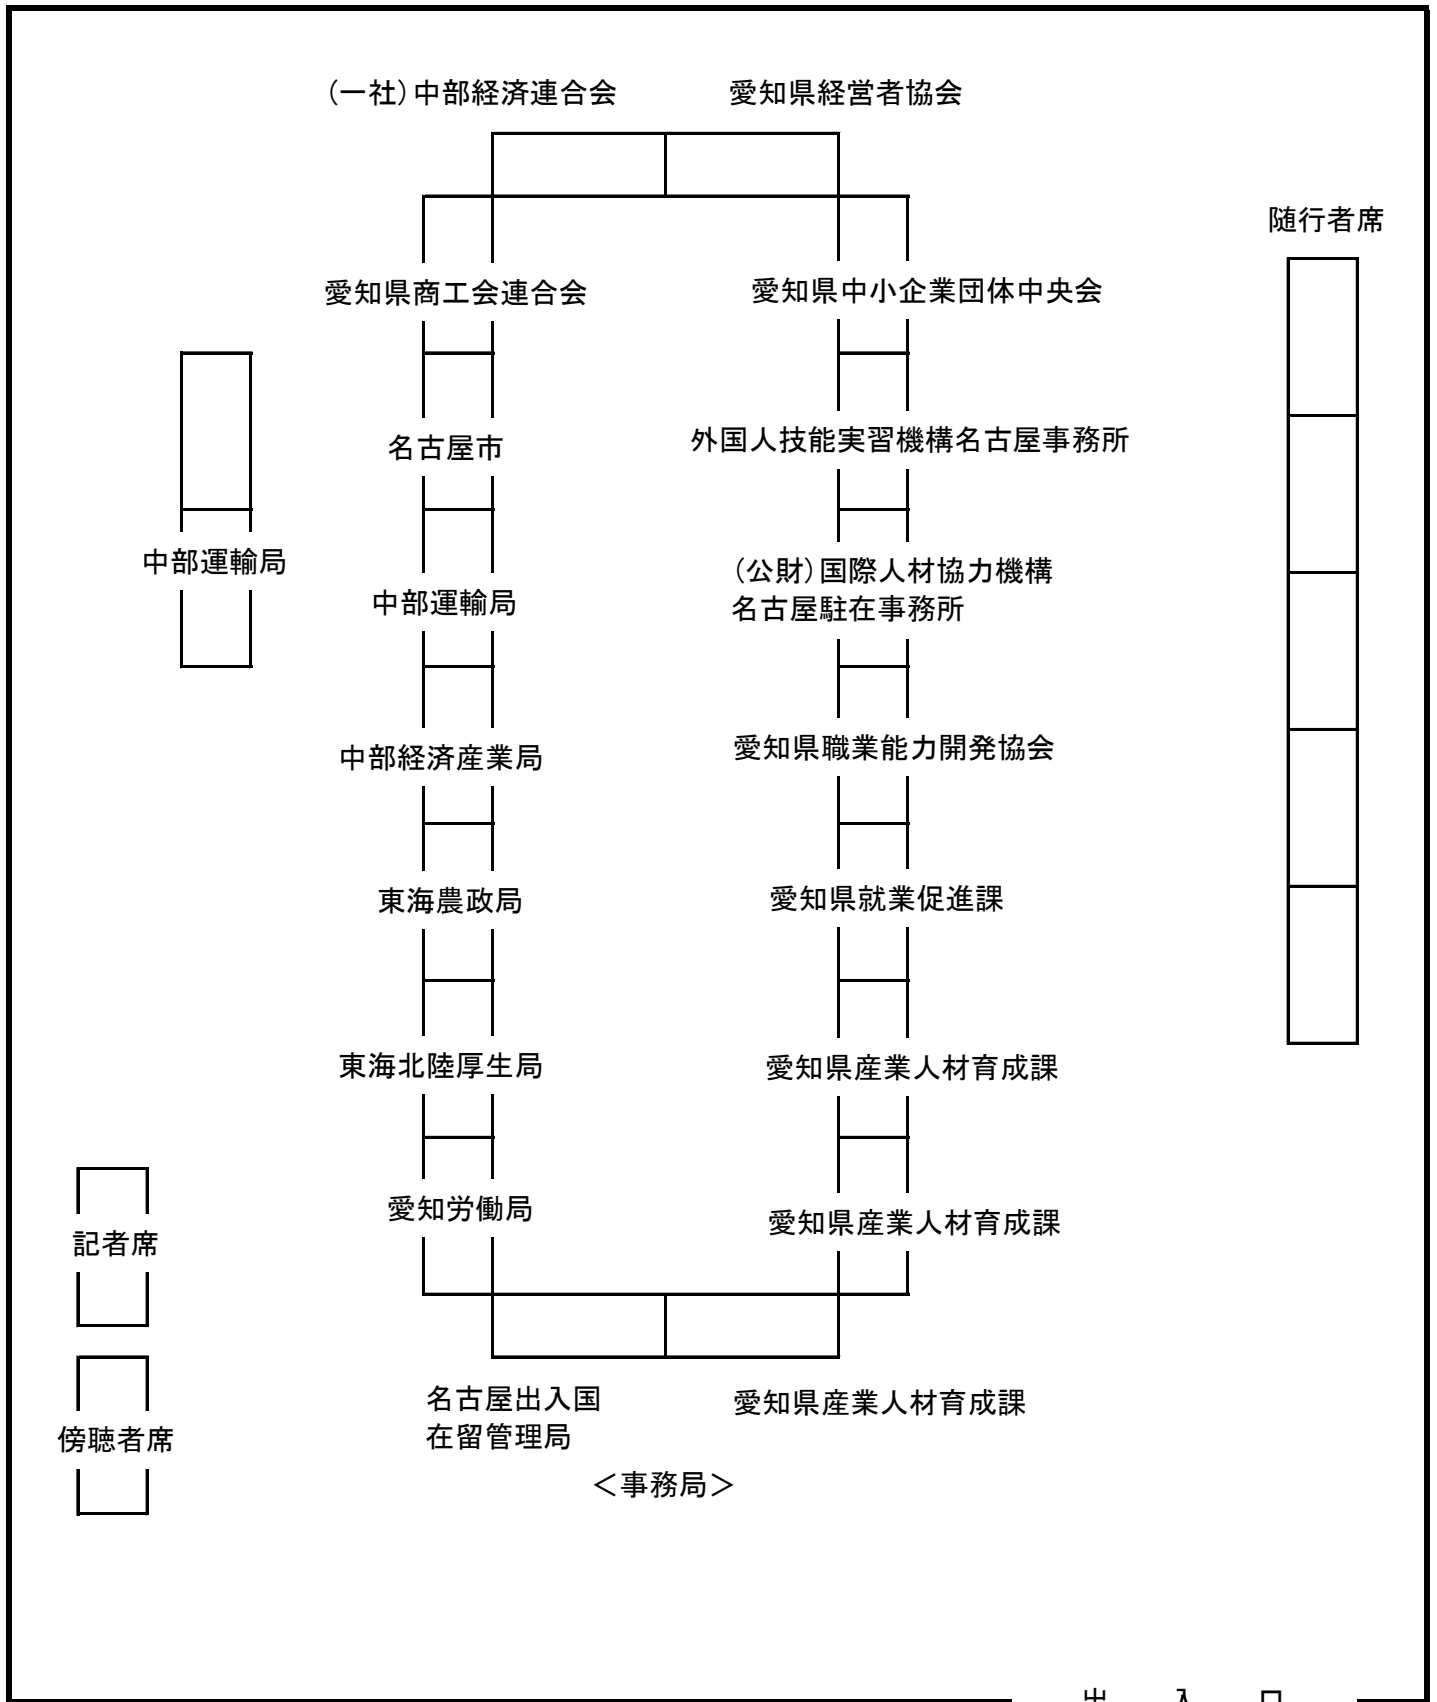 （一社）中部経済連合会
愛知県経営者協会
随行者席
愛知県商工会連合会
愛知県中小企業団体中央会
名古屋市
外国人技能実習機構名古屋事務所
中部運輸局
中部運輸局
（公財）国際人材協力機構
名古屋駐在事務所
中部経済産業局
愛知県職業能力開発協会
東海農政局
愛知県就業促進課
東海北陸厚生局
愛知県産業人材育成課
愛知労働局
愛知県産業人材育成課
記者席
傍聴者席
名古屋出入国
在留管理局
愛知県産業人材育成課
＜事務局＞
出　入　口